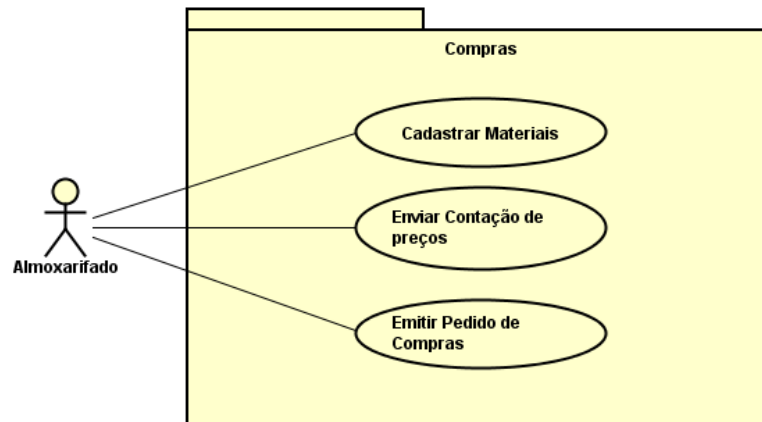 Compras
Cadastrar Materiais
Enviar Contação de
preços
Almoxarifado
Emitir Pedido de
Compras